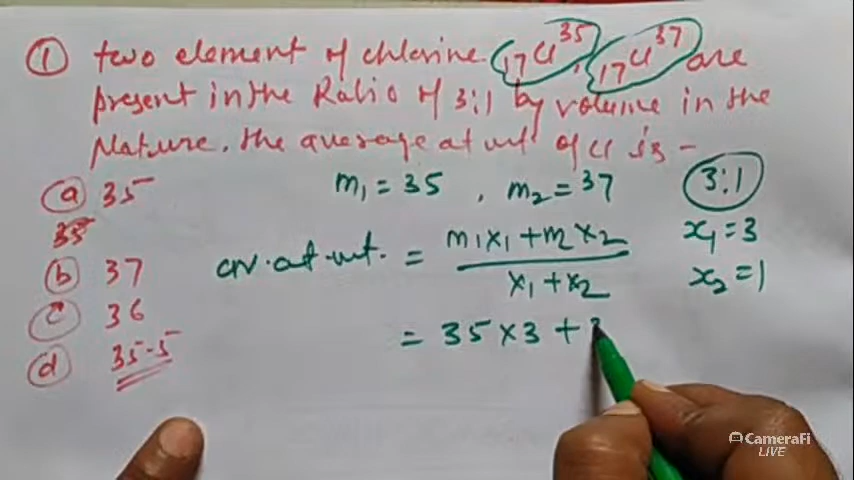 ① two element of chlorine ₁₇Cl³⁵, ₁₇Cl³⁷ are
present in the Ratio of 3:1 by volume in the
Nature. the average at wt of Cl is -
ⓐ 35
35
ⓑ 37
ⓒ 36
ⓓ 35.5
m₁ = 35 , m₂ = 37
3:1
av. at. wt. = m₁x₁ + m₂x₂
x₁ + x₂
x₁ = 3
x₂ = 1
= 35 × 3 +
CameraFi
LIVE